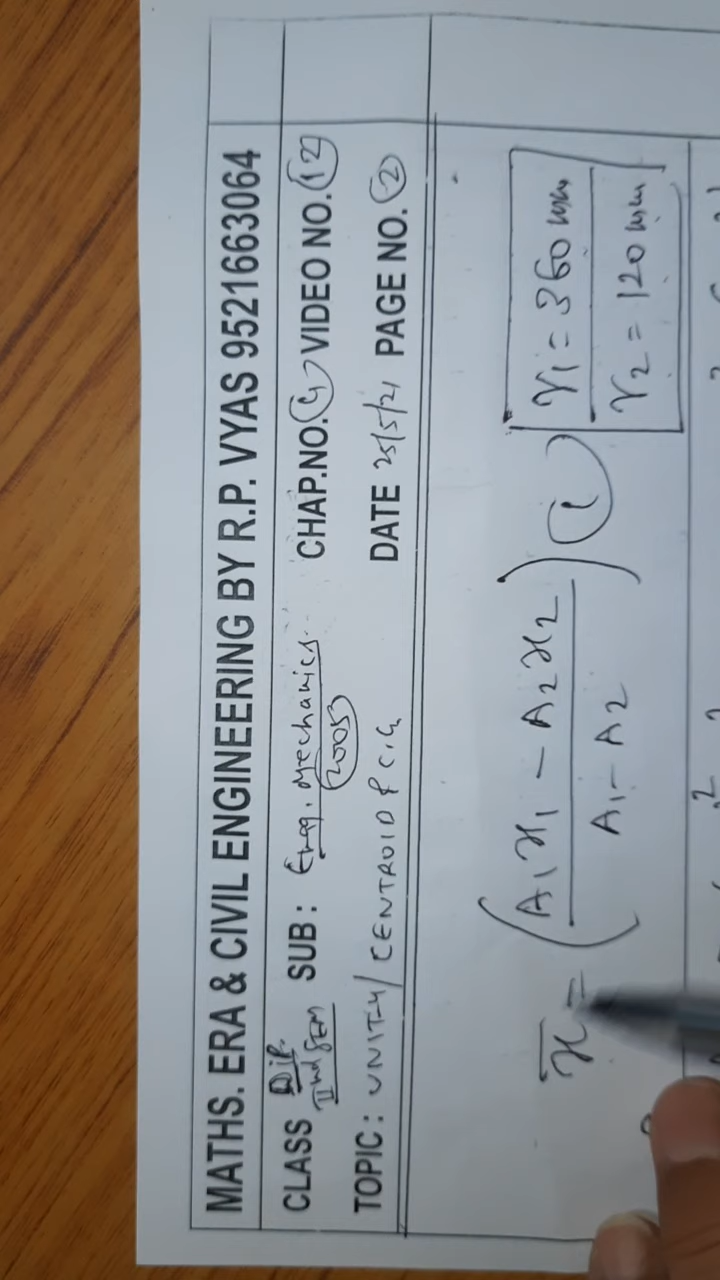 MATHS. ERA & CIVIL ENGINEERING BY R.P. VYAS 9521663064
CLASS Dip. IInd SEM SUB : Engg. Mechanics 2005 CHAP.NO. 4 VIDEO NO. 12
TOPIC : UNIT-4/ CENTROID & C.G DATE 25/5/21 PAGE NO. 2
x̄ = (A1x1 - A2x2 / A1 - A2) 1
r1 = 360 mm
r2 = 120 mm